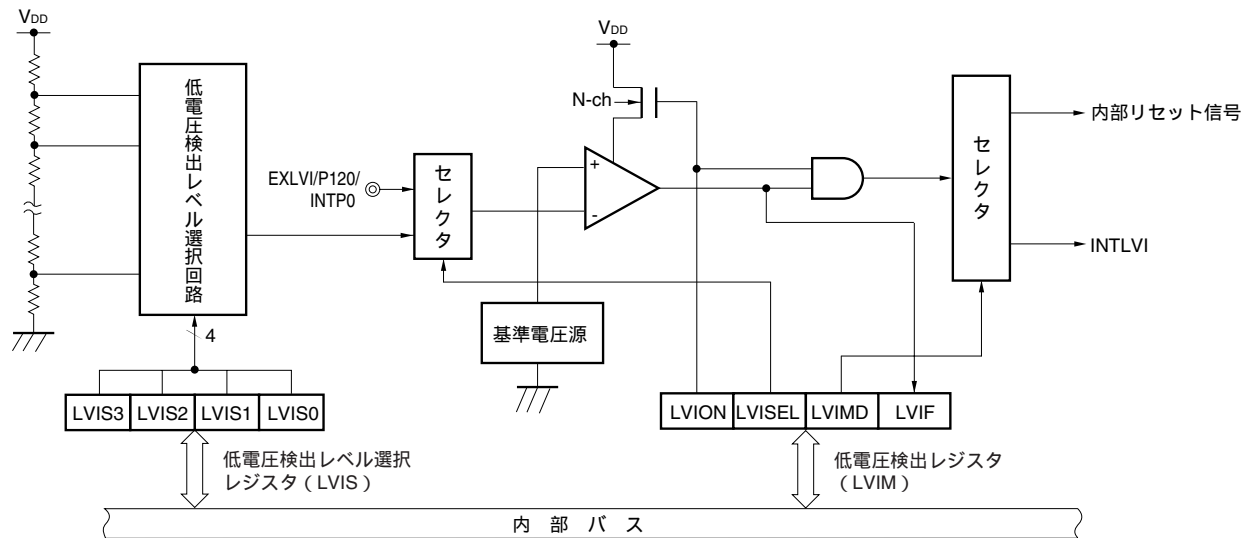 VDD
低電圧検出レベル選択回路
4
LVIS3 LVIS2 LVIS1 LVIS0
低電圧検出レベル選択
レジスタ（LVIS）
EXLVI/P120/
INTP0
セレクタ
VDD
N-ch
+
-
基準電圧源
セレクタ
内部リセット信号
INTLVI
LVION LVISEL LVIMD LVIF
低電圧検出レジスタ
（LVIM）
内 部 バ ス